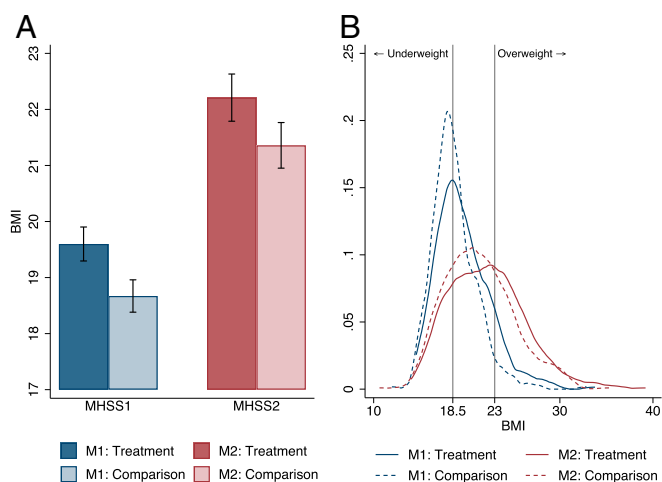 A
BMI
23
22
21
20
19
18
17
MHSS1
MHSS2
M1: Treatment
M2: Treatment
M1: Comparison
M2: Comparison
B
← Underweight
Overweight →
.25
.2
.15
.1
.05
0
10
18.5
23
30
40
BMI
M1: Treatment
M2: Treatment
M1: Comparison
M2: Comparison